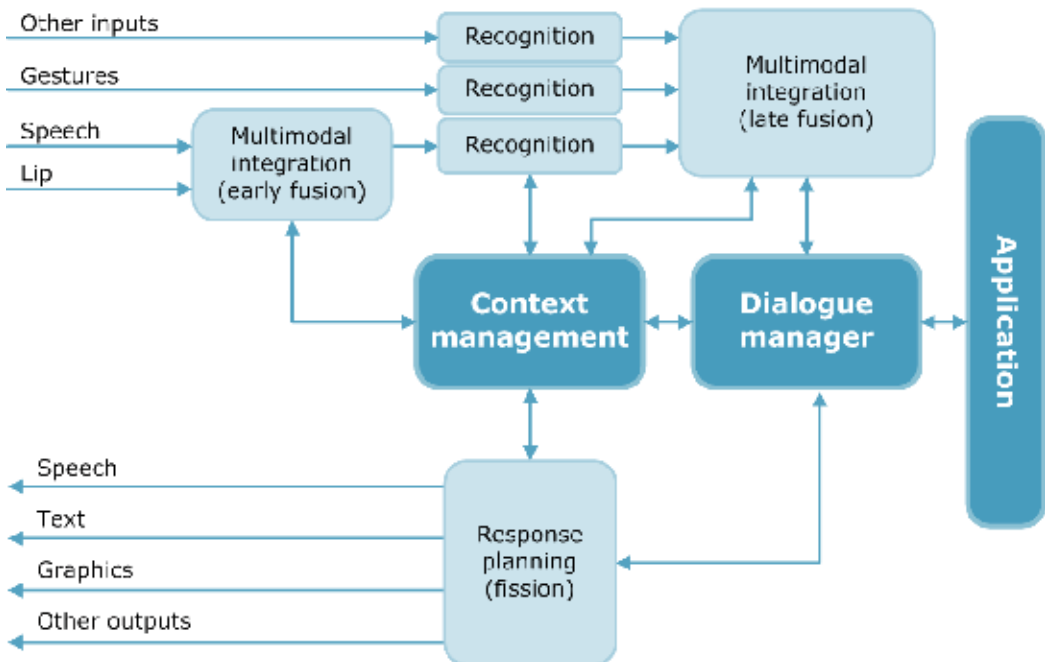 Other inputs
Recognition
Gestures
Recognition
Multimodal
integration
(late fusion)
Speech
Lip
Multimodal
integration
(early fusion)
Recognition
Context
management
Dialogue
manager
Application
Speech
Text
Graphics
Other outputs
Response
planning
(fission)